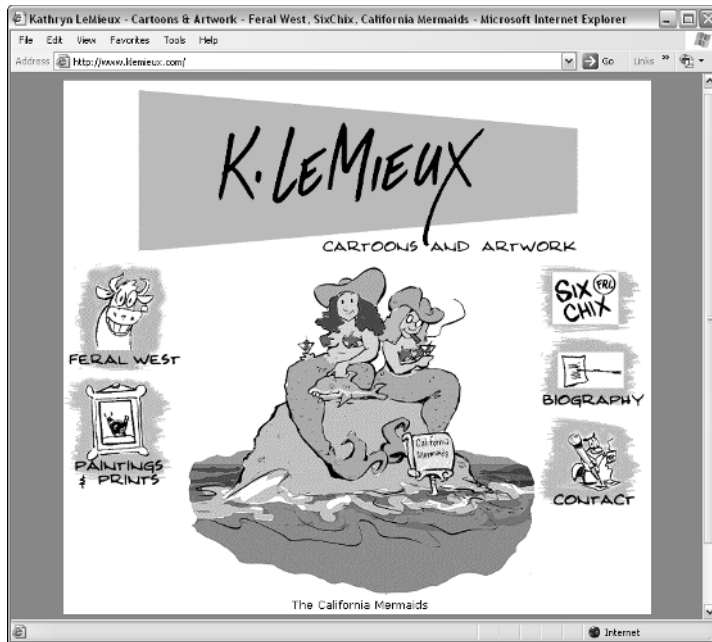 Kathryn LeMieux - Cartoons & Artwork - Feral West, SixChix, California Mermaids - Microsoft Internet Explorer
File Edit View Favorites Tools Help
Address http://www.klemieux.com/ Go Links »
K. LEMIEUX
CARTOONS AND ARTWORK
FERAL WEST
PAINTINGS
& PRINTS
California
Mermaids
SIX
CHIX
FRI.
BIOGRAPHY
CONTACT
The California Mermaids
Internet